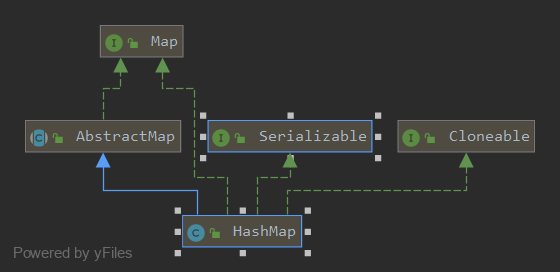 I Map
C AbstractMap
I Serializable
I Cloneable
C HashMap
Powered by yFiles